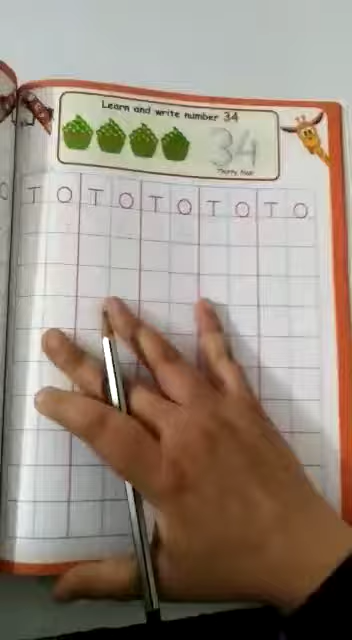 Learn and write number 34
34
Thirty four
O T O T O T O T O T O